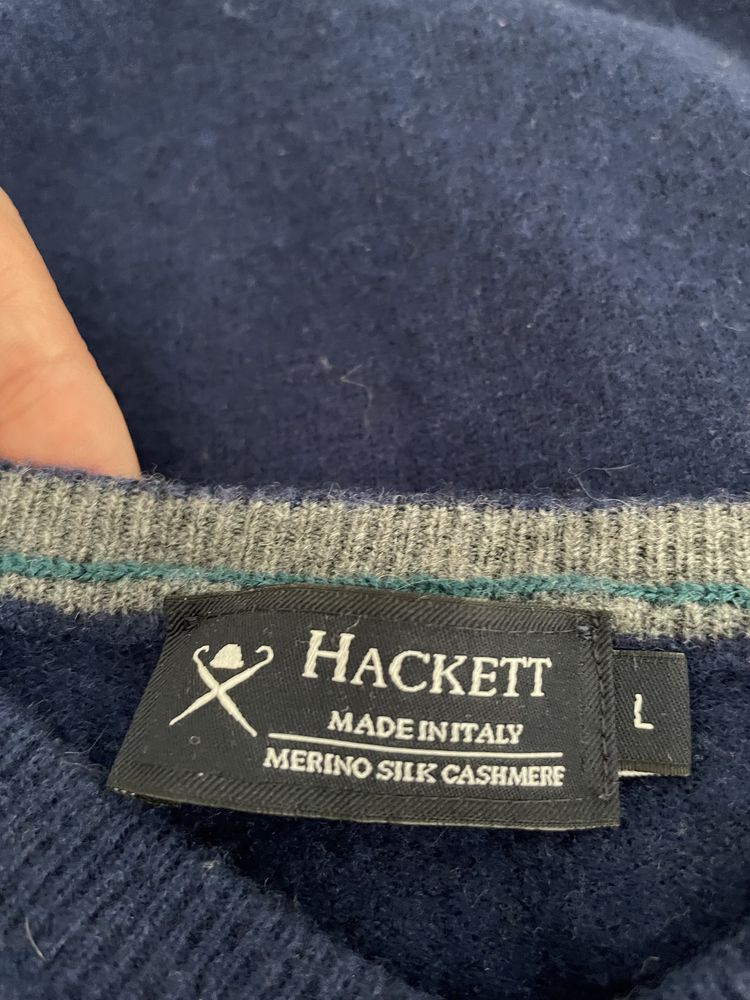 HACKETT
MADE IN ITALY
MERINO SILK CASHMERE
L